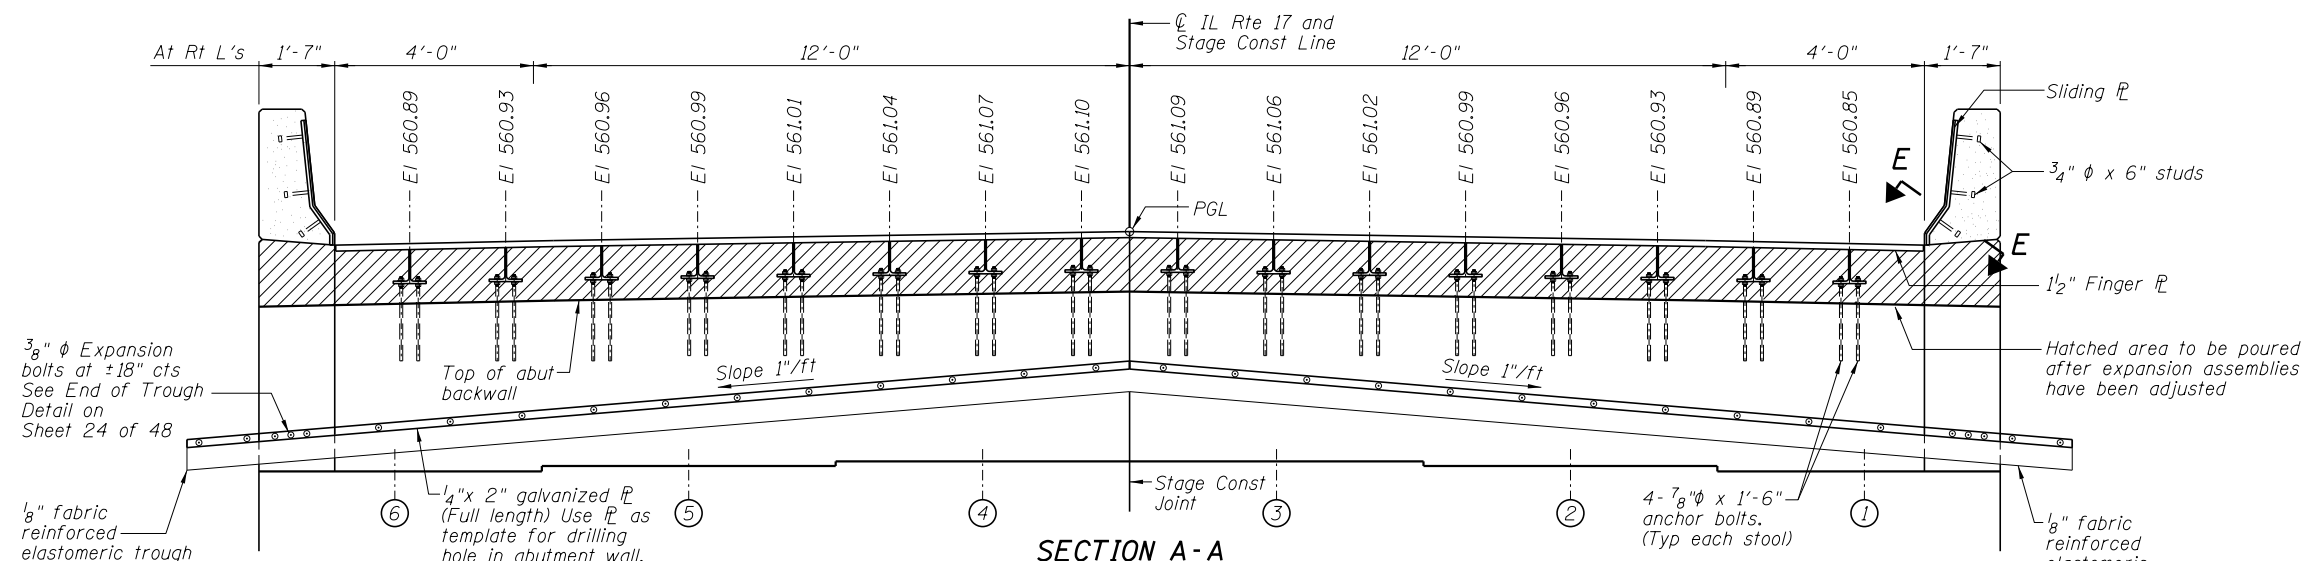 ℄ IL Rte 17 and
Stage Const Line
At Rt L's
1'-7"
4'-0"
12'-0"
12'-0"
4'-0"
1'-7"
El 560.89
El 560.93
El 560.96
El 560.99
El 561.01
El 561.04
El 561.07
El 561.10
El 561.09
El 561.06
El 561.02
El 560.99
El 560.96
El 560.93
El 560.89
El 560.85
Sliding ⅊
E
3/4" ϕ x 6" studs
PGL
E
1 1/2" Finger ⅊
3/8" ϕ Expansion
bolts at ±18" cts
See End of Trough
Detail on
Sheet 24 of 48
Top of abut
backwall
Slope 1"/ft
Slope 1"/ft
Hatched area to be poured
after expansion assemblies
have been adjusted
1/8" fabric
reinforced
elastomeric trough
6
1/4"x 2" galvanized ⅊
(Full length) Use ⅊ as
template for drilling
hole in abutment wall.
5
4
Stage Const
Joint
3
2
4- 7/8"ϕ x 1'-6"
anchor bolts.
(Typ each stool)
1
1/8" fabric
reinforced
elastomeric
SECTION A-A